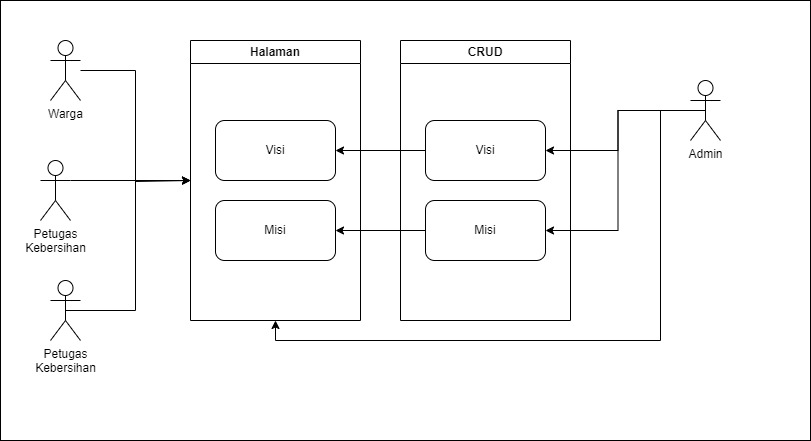 Halaman
CRUD
Warga
Visi
Visi
Admin
Petugas
Kebersihan
Misi
Misi
Petugas
Kebersihan